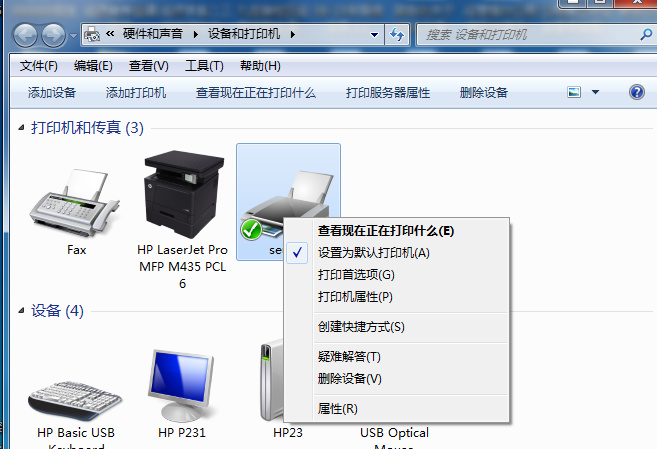 « 硬件和声音 ▸ 设备和打印机 ▸
搜索 设备和打印机
文件(F) 编辑(E) 查看(V) 工具(T) 帮助(H)
添加设备 添加打印机 查看现在正在打印什么 打印服务器属性 删除设备
打印机和传真 (3)
Fax
HP LaserJet Pro
MFP M435 PCL
6
查看现在正在打印什么(E)
设置为默认打印机(A)
打印首选项(G)
打印机属性(P)
创建快捷方式(S)
疑难解答(T)
删除设备(V)
属性(R)
设备 (4)
HP Basic USB
Keyboard
HP P231
HP23
USB Optical
Mouse